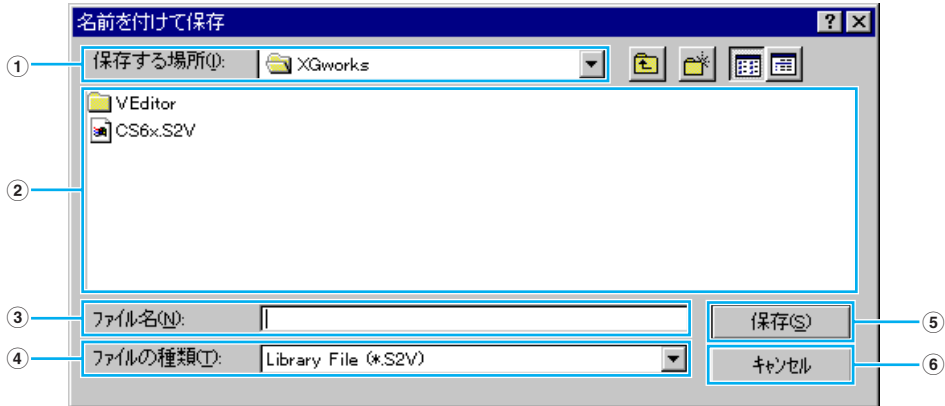 名前を付けて保存
① 保存する場所(I): XGworks
② VEditor
CS6x.S2V
③ ファイル名(N):
保存(S) ⑤
④ ファイルの種類(T): Library File (*.S2V)
キャンセル ⑥